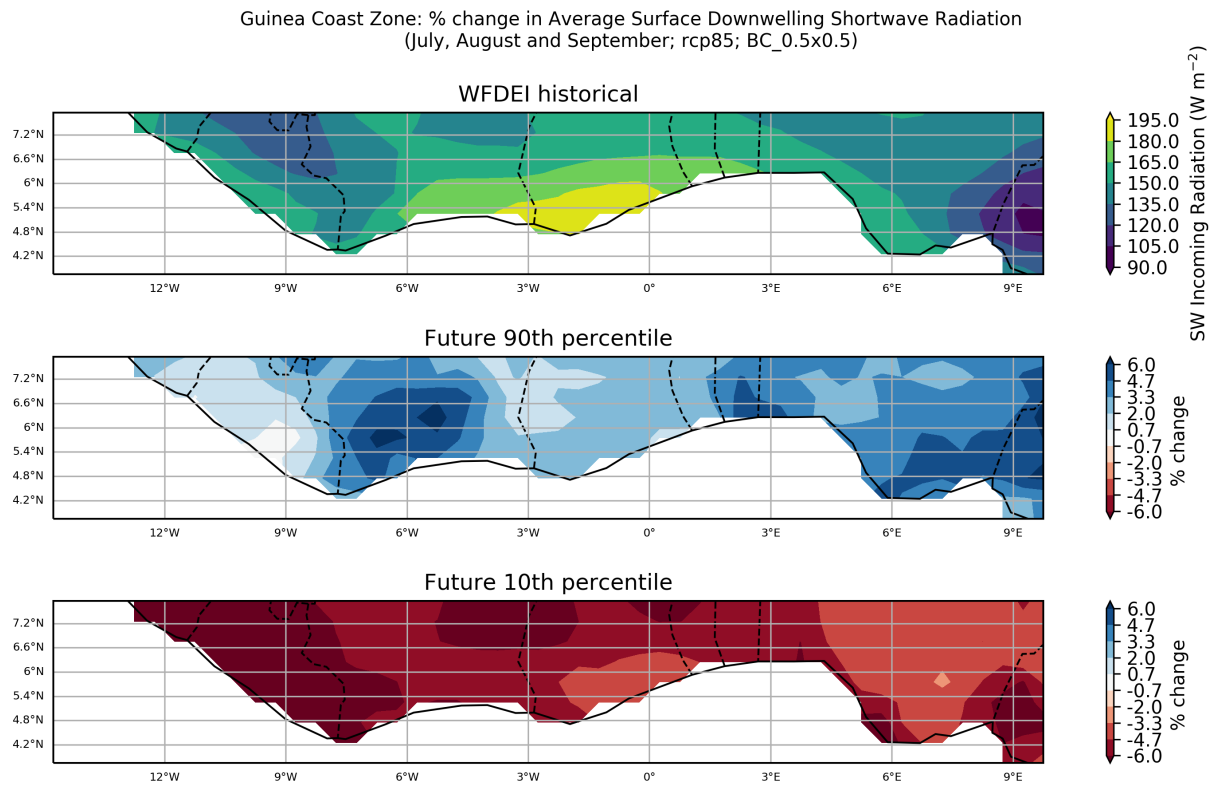 Guinea Coast Zone: % change in Average Surface Downwelling Shortwave Radiation
(July, August and September; rcp85; BC_0.5x0.5)
WFDEI historical
7.2°N
6.6°N
6°N
5.4°N
4.8°N
4.2°N
12°W 9°W 6°W 3°W 0° 3°E 6°E 9°E
195.0
180.0
165.0
150.0
135.0
120.0
105.0
90.0
SW Incoming Radiation (W m⁻²)
Future 90th percentile
7.2°N
6.6°N
6°N
5.4°N
4.8°N
4.2°N
12°W 9°W 6°W 3°W 0° 3°E 6°E 9°E
6.0
4.7
3.3
2.0
0.7
-0.7
-2.0
-3.3
-4.7
-6.0
% change
Future 10th percentile
7.2°N
6.6°N
6°N
5.4°N
4.8°N
4.2°N
12°W 9°W 6°W 3°W 0° 3°E 6°E 9°E
6.0
4.7
3.3
2.0
0.7
-0.7
-2.0
-3.3
-4.7
-6.0
% change